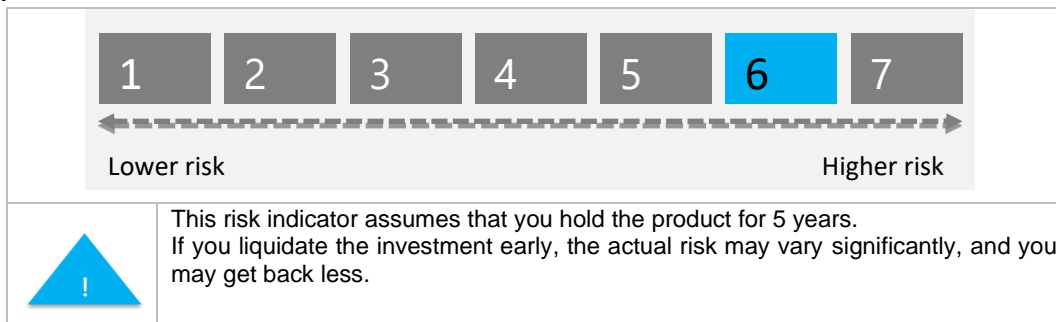 1 2 3 4 5 6 7
Lower risk Higher risk
This risk indicator assumes that you hold the product for 5 years.
If you liquidate the investment early, the actual risk may vary significantly, and you
may get back less.
!